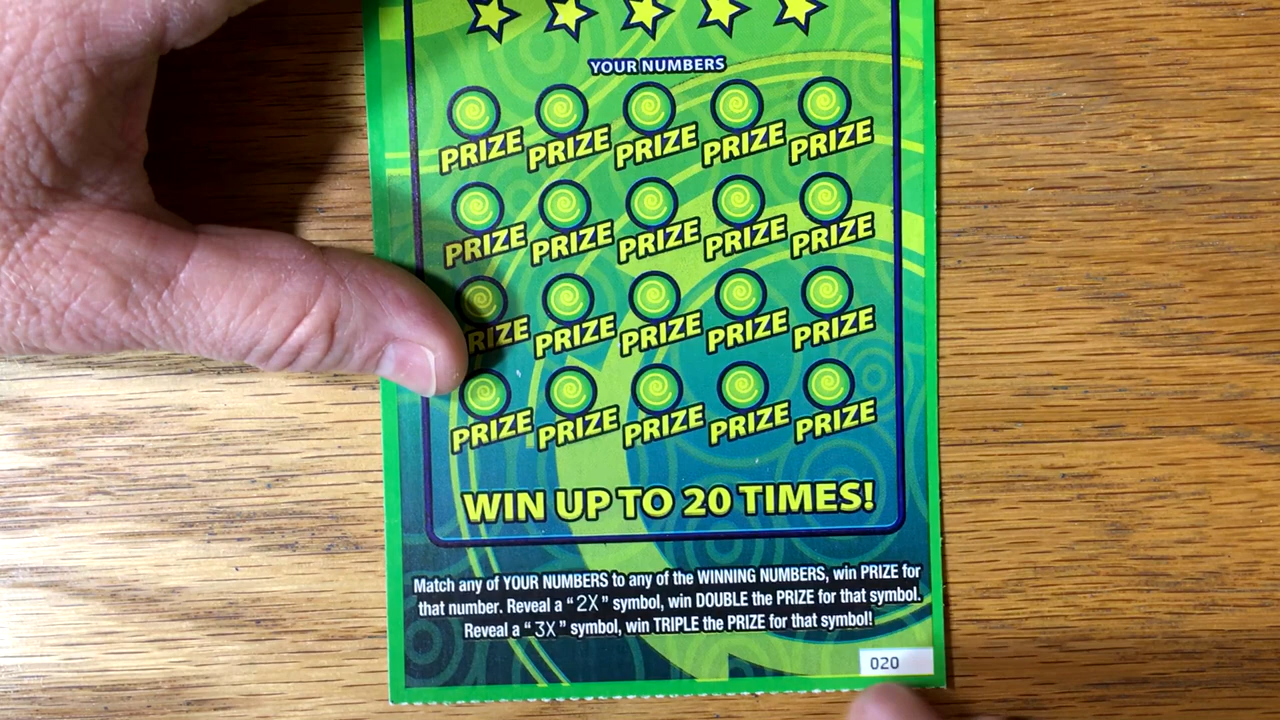 YOUR NUMBERS
PRIZE PRIZE PRIZE PRIZE PRIZE
PRIZE PRIZE PRIZE PRIZE PRIZE
PRIZE PRIZE PRIZE PRIZE PRIZE
PRIZE PRIZE PRIZE PRIZE PRIZE
WIN UP TO 20 TIMES!
Match any of YOUR NUMBERS to any of the WINNING NUMBERS, win PRIZE for
that number. Reveal a "2X" symbol, win DOUBLE the PRIZE for that symbol.
Reveal a "3X" symbol, win TRIPLE the PRIZE for that symbol!
020